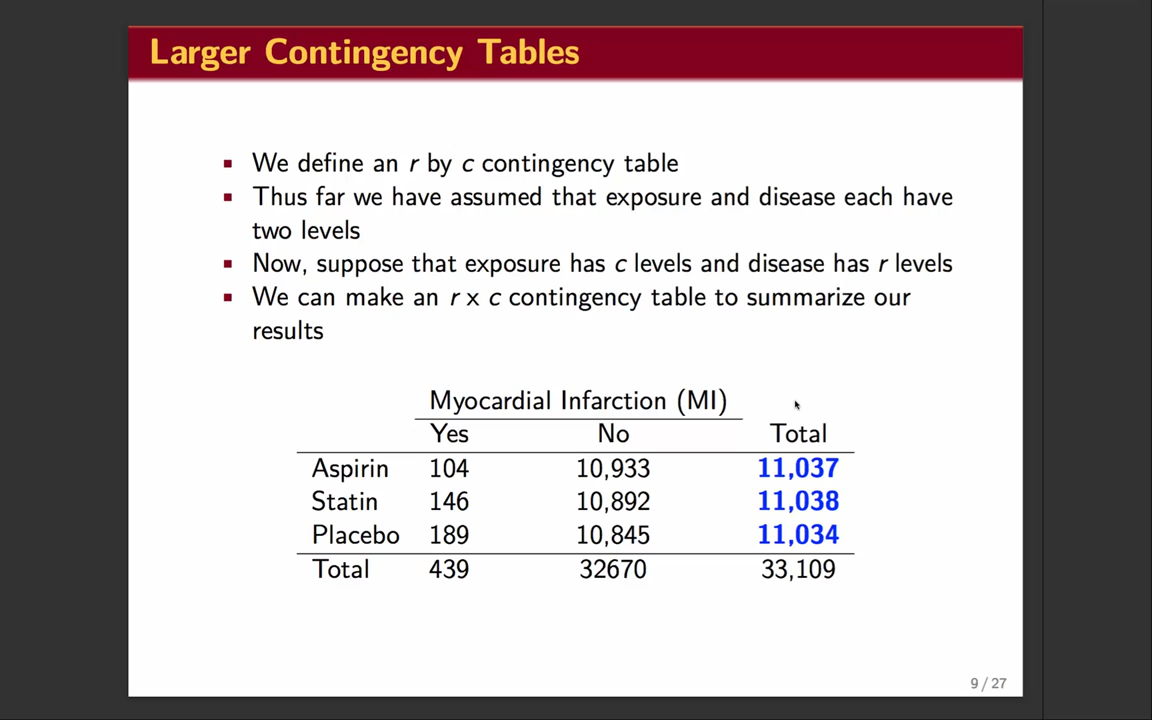 Larger Contingency Tables
We define an r by c contingency table
Thus far we have assumed that exposure and disease each have
two levels
Now, suppose that exposure has c levels and disease has r levels
We can make an r x c contingency table to summarize our
results
Myocardial Infarction (MI)
Yes No Total
Aspirin 104 10,933 11,037
Statin 146 10,892 11,038
Placebo 189 10,845 11,034
Total 439 32670 33,109
9 / 27